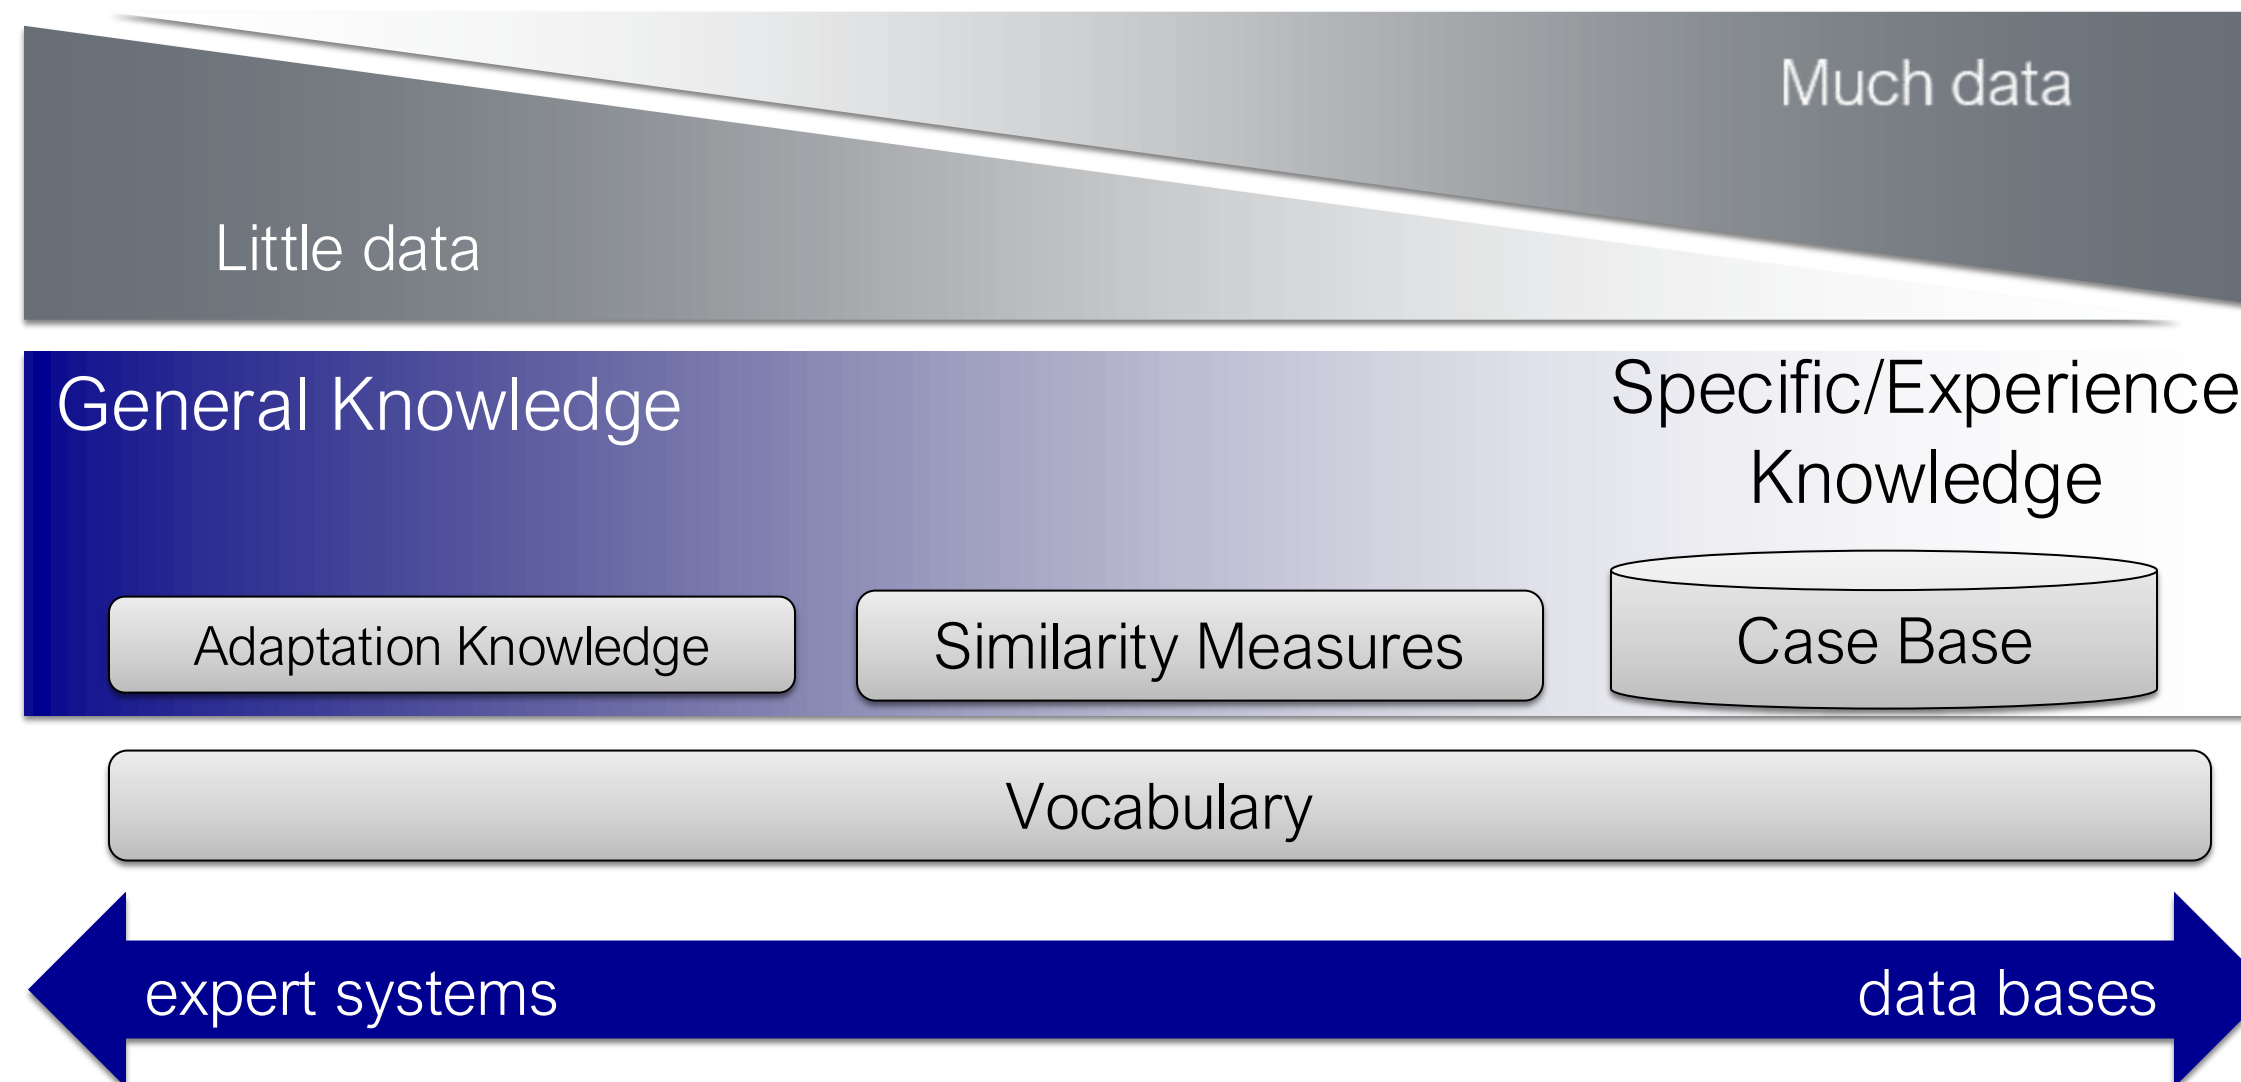 Much data
Little data
General Knowledge
Specific/Experience
Knowledge
Adaptation Knowledge
Similarity Measures
Case Base
Vocabulary
expert systems
data bases